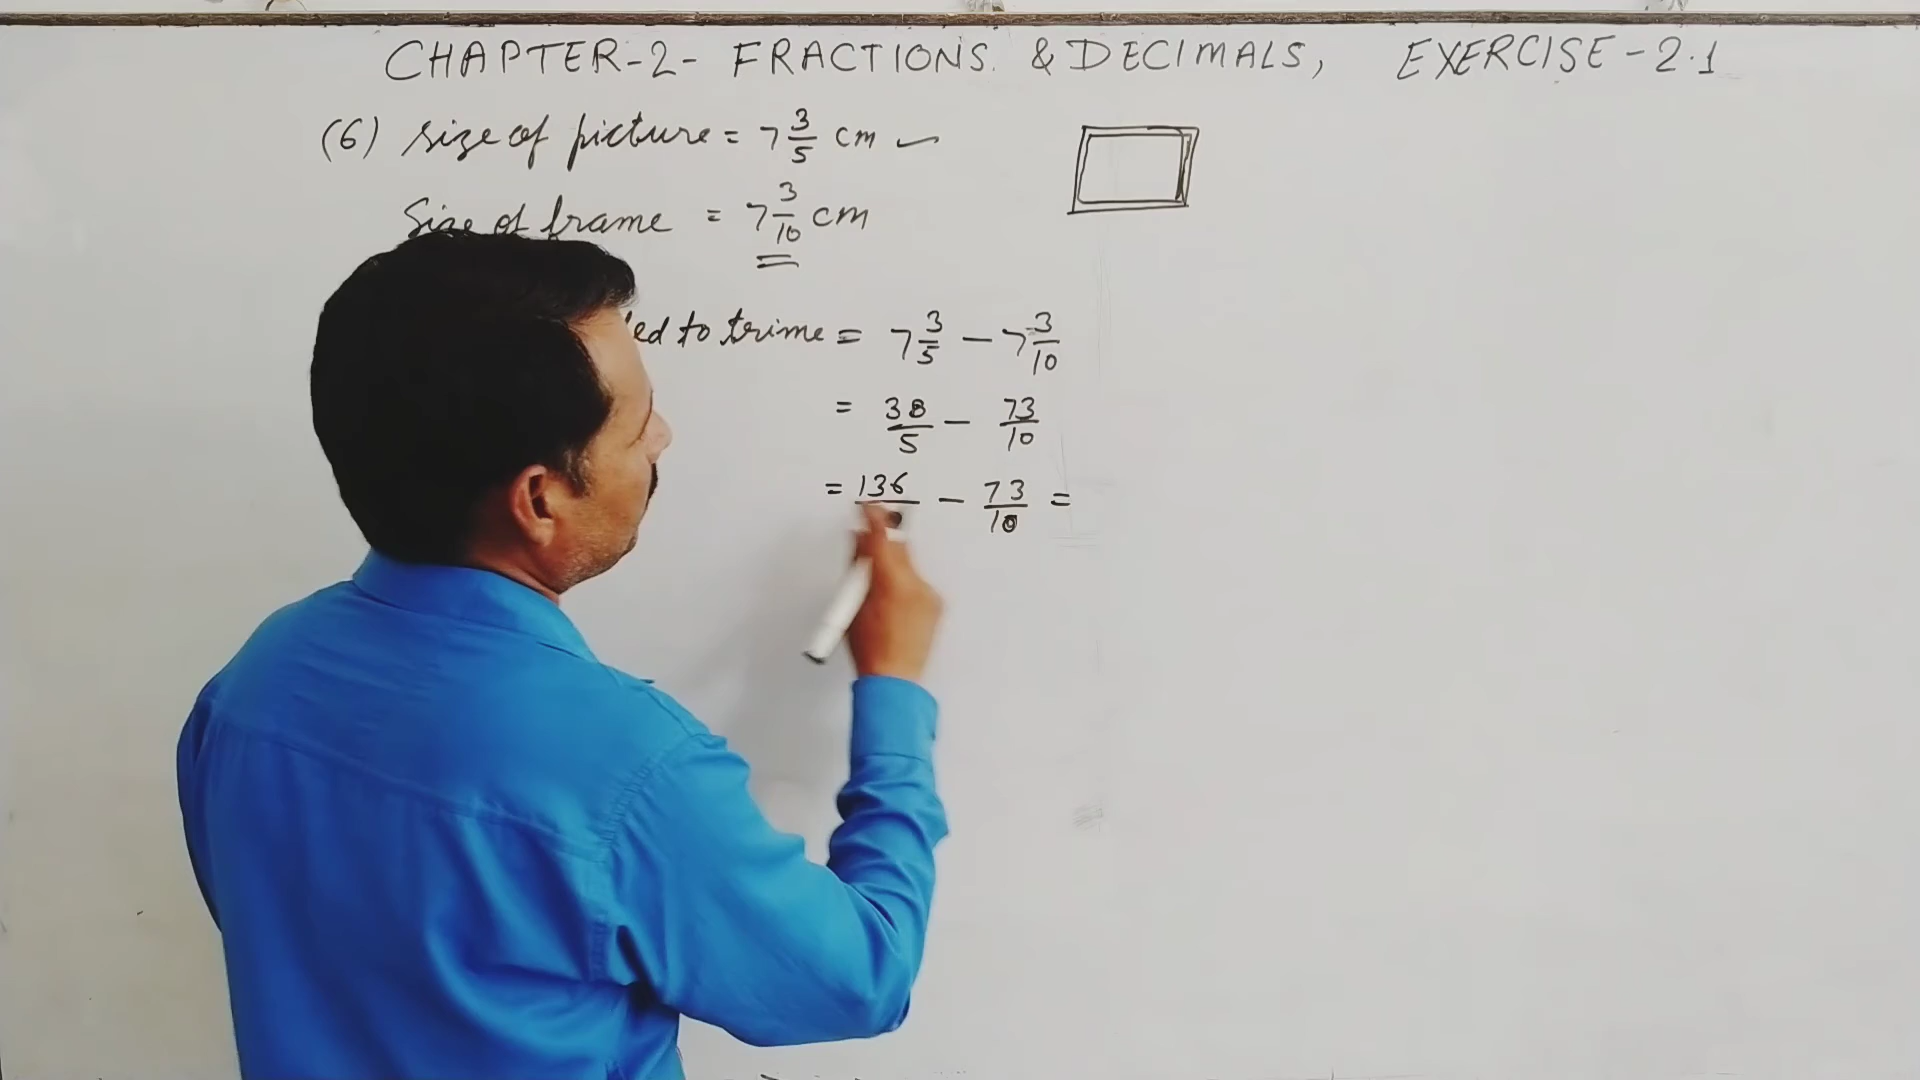 CHAPTER-2- FRACTIONS. & DECIMALS, EXERCISE-2.1
(6) size of picture = 7 3/5 cm
Size of frame = 7 3/10 cm
to trime = 7 3/5 - 7 3/10
= 38/5 - 73/10
= 136/ - 73/10 =